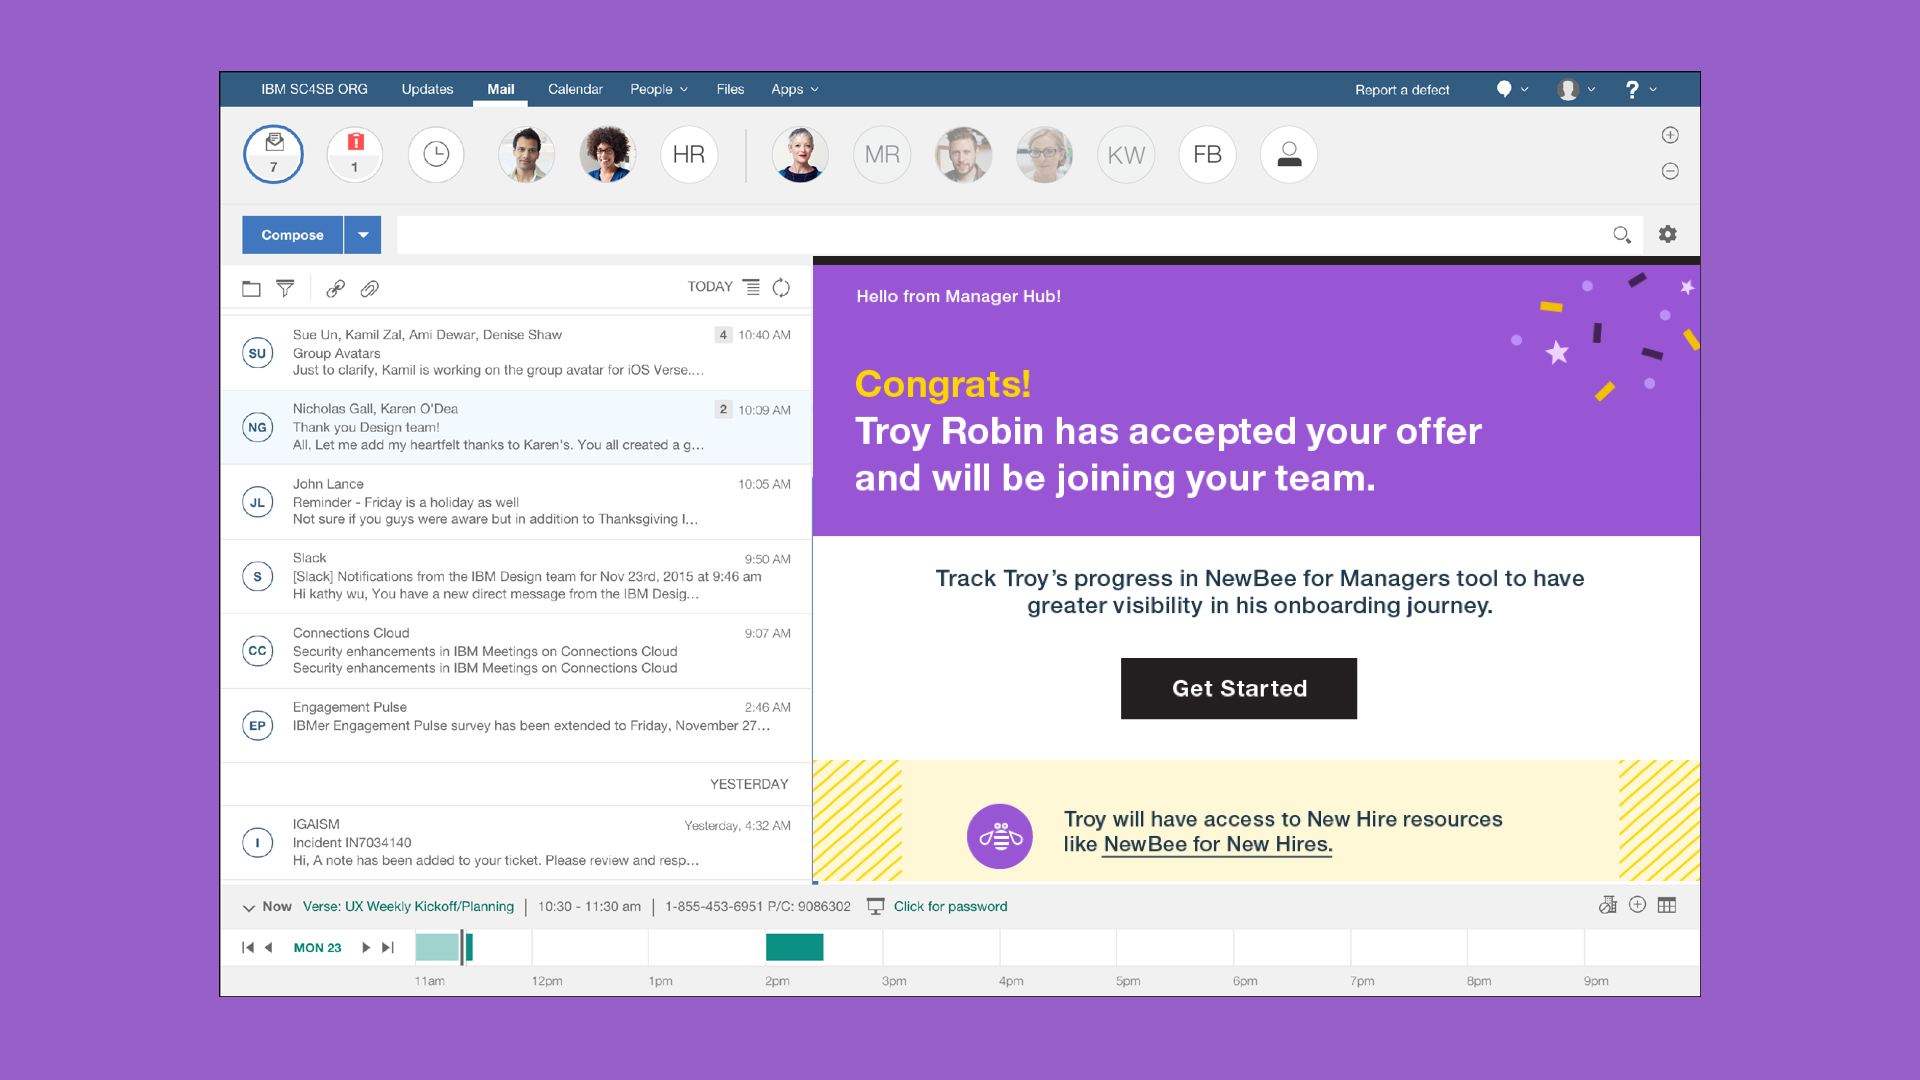 IBM SC4SB ORG Updates Mail Calendar People Files Apps Report a defect ?
7 1 HR MR KW FB
Compose
TODAY
SU Sue Un, Kamil Zal, Ami Dewar, Denise Shaw 4 10:40 AM
Group Avatars
Just to clarify, Kamil is working on the group avatar for iOS Verse....
NG Nicholas Gall, Karen O'Dea 2 10:09 AM
Thank you Design team!
All, Let me add my heartfelt thanks to Karen's. You all created a g...
JL John Lance 10:05 AM
Reminder - Friday is a holiday as well
Not sure if you guys were aware but in addition to Thanksgiving I...
S Slack 9:50 AM
[Slack] Notifications from the IBM Design team for Nov 23rd, 2015 at 9:46 am
Hi kathy wu, You have a new direct message from the IBM Desig...
CC Connections Cloud 9:07 AM
Security enhancements in IBM Meetings on Connections Cloud
Security enhancements in IBM Meetings on Connections Cloud
EP Engagement Pulse 2:46 AM
IBMer Engagement Pulse survey has been extended to Friday, November 27...
YESTERDAY
I IGAISM Yesterday, 4:32 AM
Incident IN7034140
Hi, A note has been added to your ticket. Please review and resp...
Hello from Manager Hub!
Congrats!
Troy Robin has accepted your offer
and will be joining your team.
Track Troy's progress in NewBee for Managers tool to have
greater visibility in his onboarding journey.
Get Started
Troy will have access to New Hire resources
like NewBee for New Hires.
Now Verse: UX Weekly Kickoff/Planning | 10:30 - 11:30 am | 1-855-453-6951 P/C: 9086302 Click for password
MON 23
11am 12pm 1pm 2pm 3pm 4pm 5pm 6pm 7pm 8pm 9pm